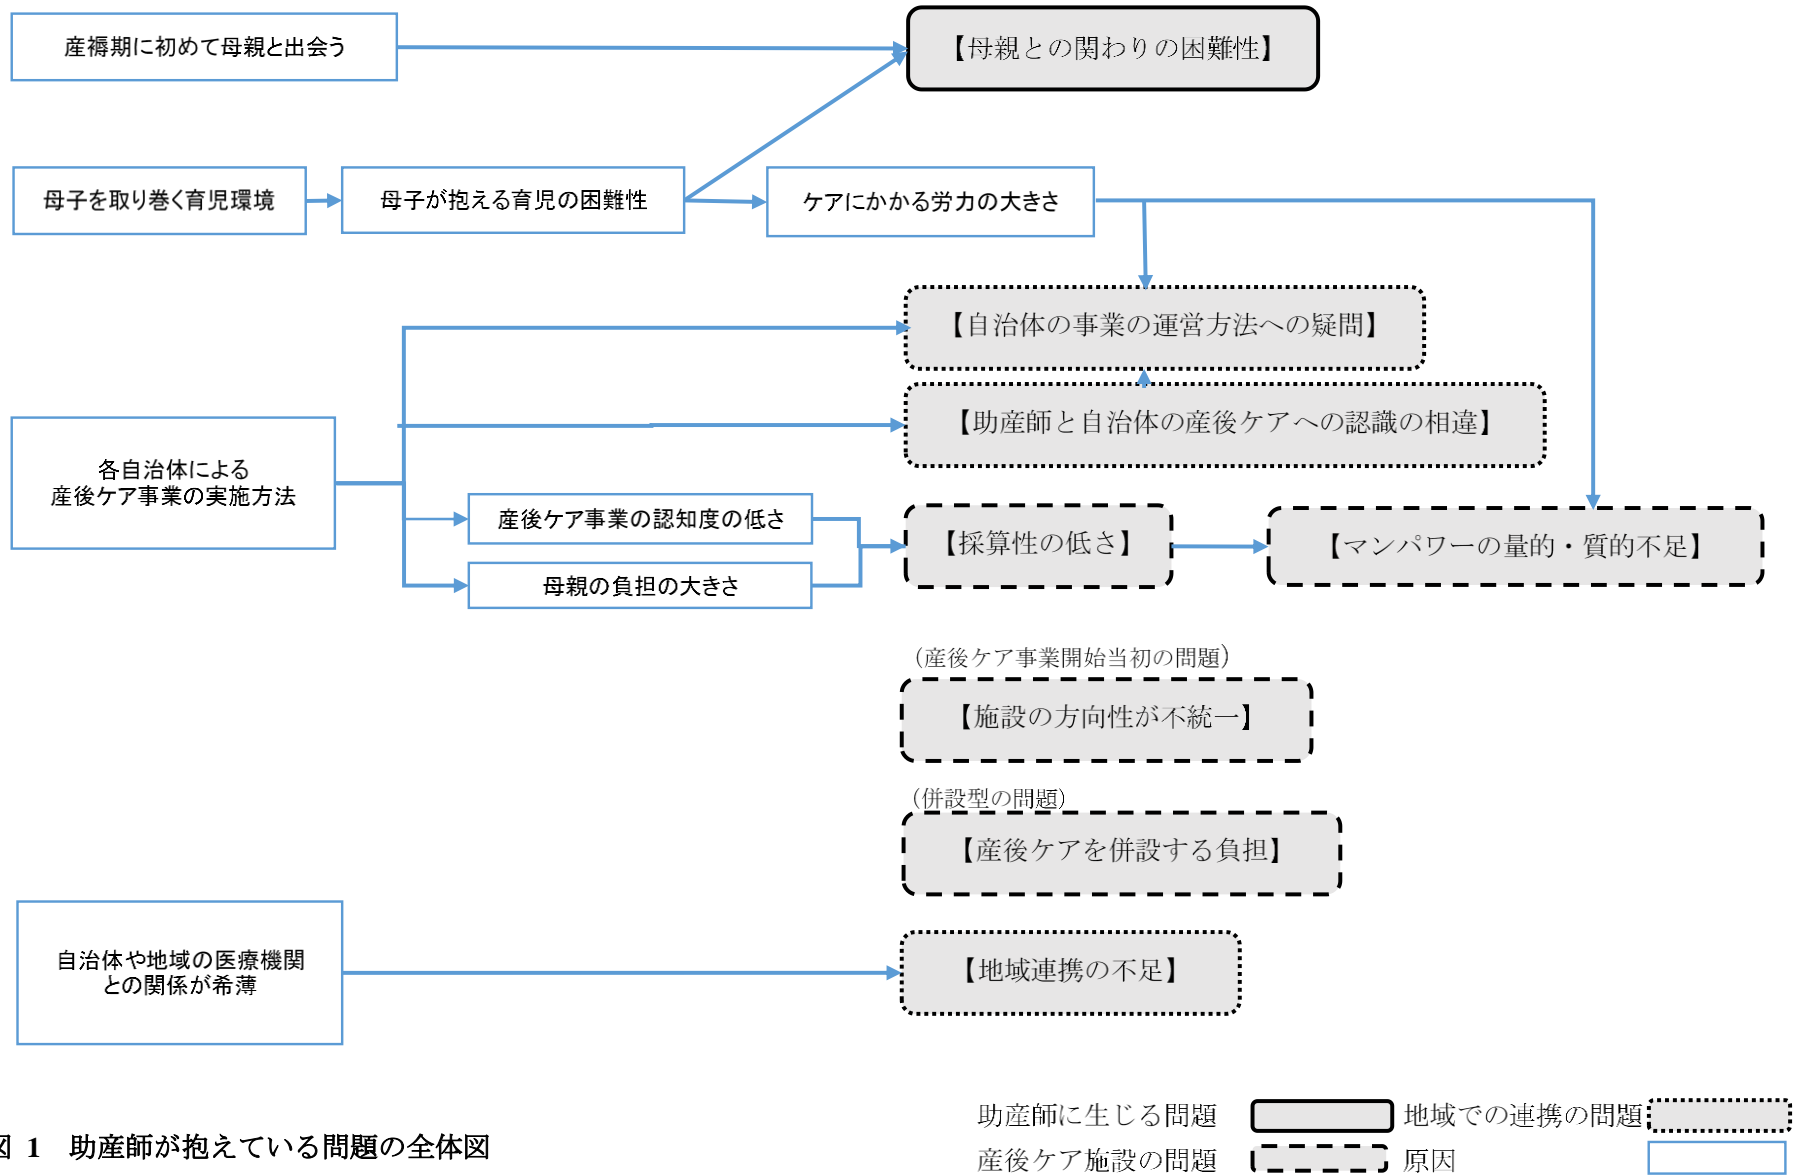 産褥期に初めて母親と出会う
【母親との関わりの困難性】
母子を取り巻く育児環境
母子が抱える育児の困難性
ケアにかかる労力の大きさ
【自治体の事業の運営方法への疑問】
【助産師と自治体の産後ケアへの認識の相違】
各自治体による
産後ケア事業の実施方法
産後ケア事業の認知度の低さ
母親の負担の大きさ
【採算性の低さ】
【マンパワーの量的・質的不足】
（産後ケア事業開始当初の問題）
【施設の方向性が不統一】
（併設型の問題）
【産後ケアを併設する負担】
自治体や地域の医療機関
との関係が希薄
【地域連携の不足】
助産師に生じる問題
地域での連携の問題
産後ケア施設の問題
原因
図 1　助産師が抱えている問題の全体図